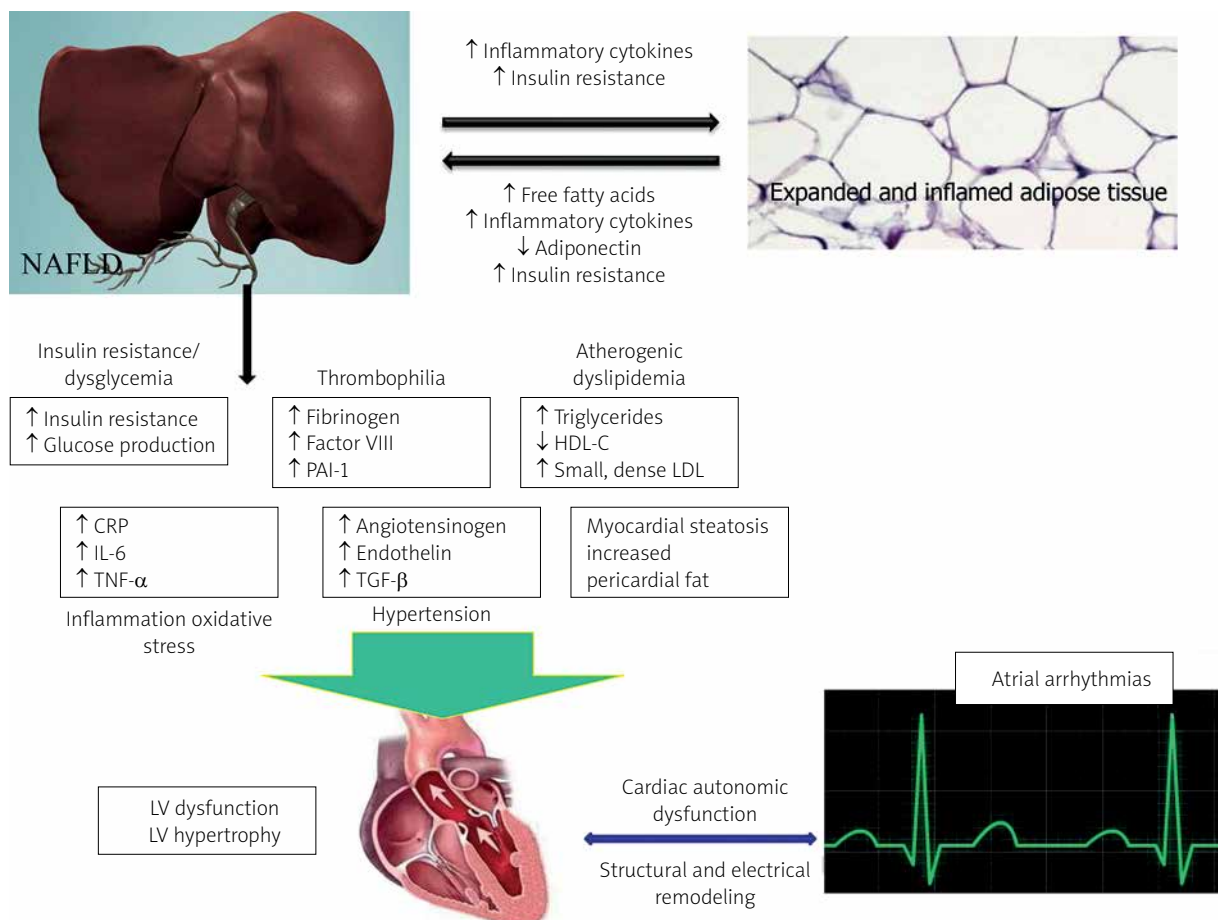 ↑ Inflammatory cytokines
↑ Insulin resistance
Expanded and inflamed adipose tissue
↑ Free fatty acids
↑ Inflammatory cytokines
↓ Adiponectin
↑ Insulin resistance
NAFLD
Insulin resistance/
dysglycemia
↑ Insulin resistance
↑ Glucose production
Thrombophilia
↑ Fibrinogen
↑ Factor VIII
↑ PAI-1
Atherogenic
dyslipidemia
↑ Triglycerides
↓ HDL-C
↑ Small, dense LDL
↑ CRP
↑ IL-6
↑ TNF-α
Inflammation oxidative
stress
↑ Angiotensinogen
↑ Endothelin
↑ TGF-β
Hypertension
Myocardial steatosis
increased
pericardial fat
LV dysfunction
LV hypertrophy
Cardiac autonomic
dysfunction
Structural and electrical
remodeling
Atrial arrhythmias